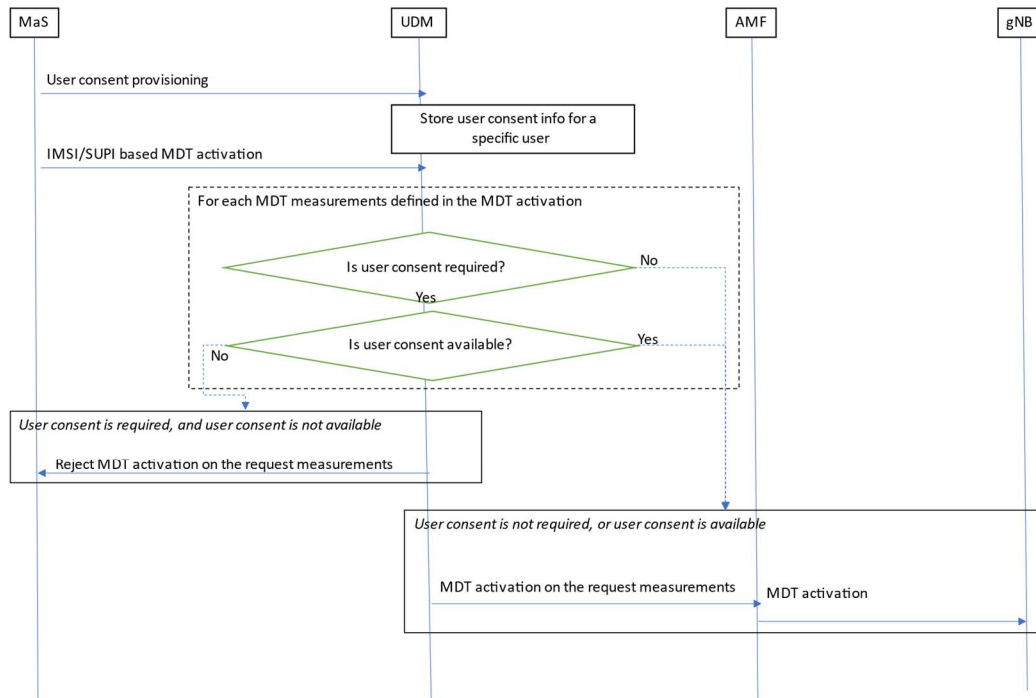 MaS
UDM
AMF
gNB
User consent provisioning
Store user consent info for a
specific user
IMSI/SUPI based MDT activation
For each MDT measurements defined in the MDT activation
Is user consent required?
No
Yes
Is user consent available?
Yes
No
User consent is required, and user consent is not available
Reject MDT activation on the request measurements
User consent is not required, or user consent is available
MDT activation on the request measurements
MDT activation